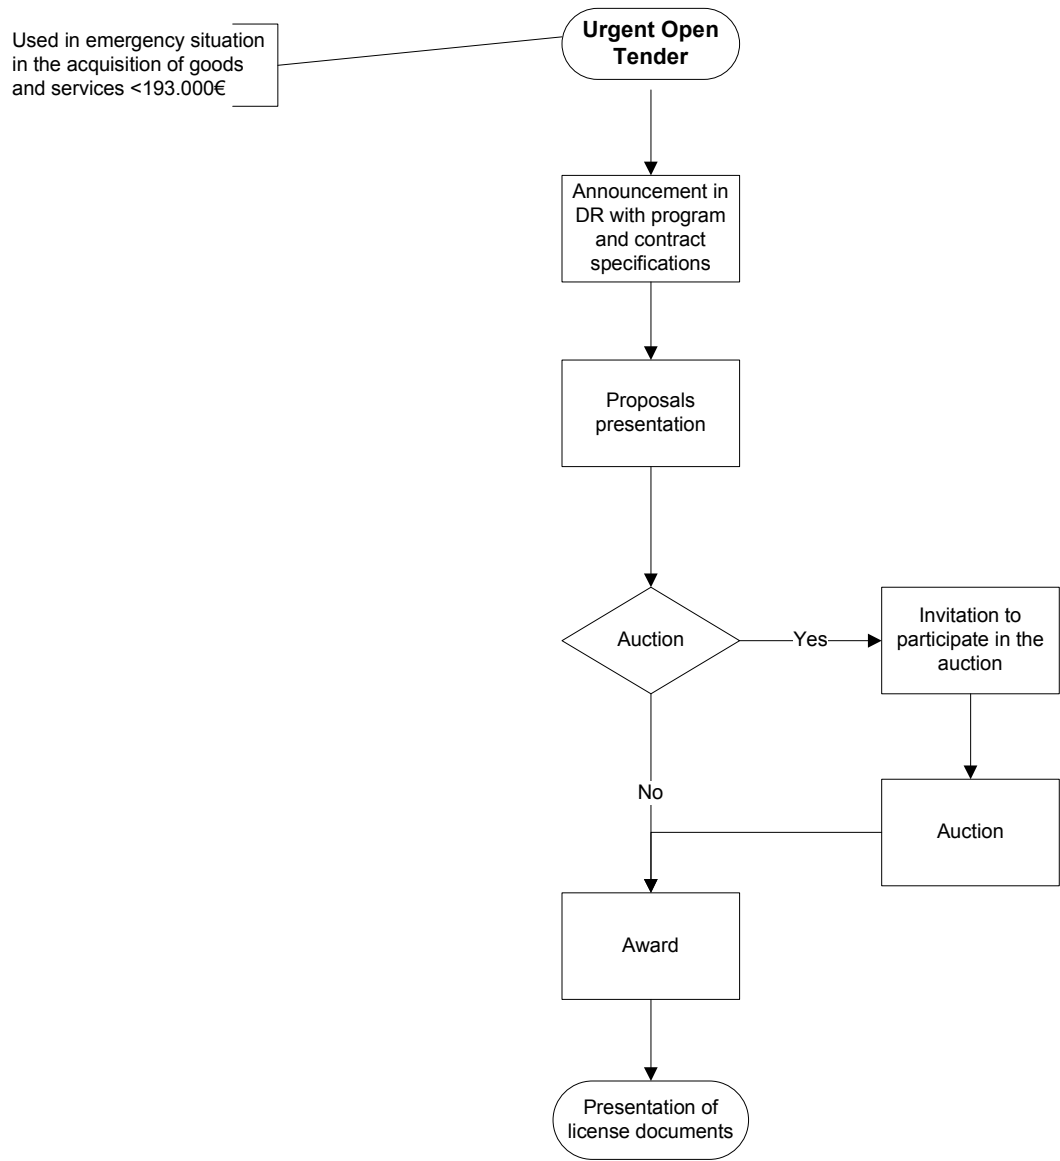 Used in emergency situation
in the acquisition of goods
and services <193.000€
Urgent Open
Tender
Announcement in
DR with program
and contract
specifications
Proposals
presentation
Auction
Yes
Invitation to
participate in the
auction
No
Auction
Award
Presentation of
license documents